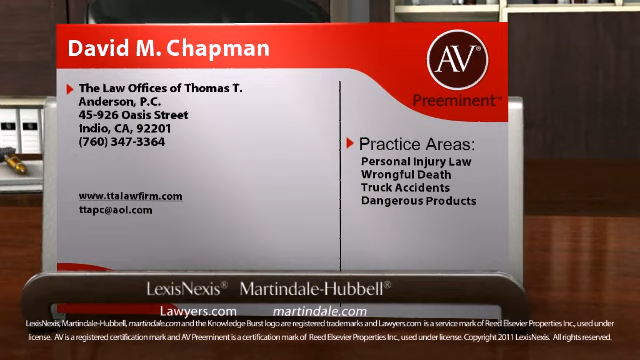 David M. Chapman
AV®
Preeminent™
The Law Offices of Thomas T.
Anderson, P.C.
45-926 Oasis Street
Indio, CA, 92201
(760) 347-3364
www.ttalawfirm.com
ttapc@aol.com
Practice Areas:
Personal Injury Law
Wrongful Death
Truck Accidents
Dangerous Products
LexisNexis® Martindale-Hubbell®
Lawyers.com martindale.com
LexisNexis, Martindale-Hubbell, martindale.com and the Knowledge Burst logo are registered trademarks and Lawyers.com is a service mark of Reed Elsevier Properties Inc., used under
license. AV is a registered certification mark and AV Preeminent is a certification mark of Reed Elsevier Properties Inc., used under license. Copyright 2011 LexisNexis. All rights reserved.